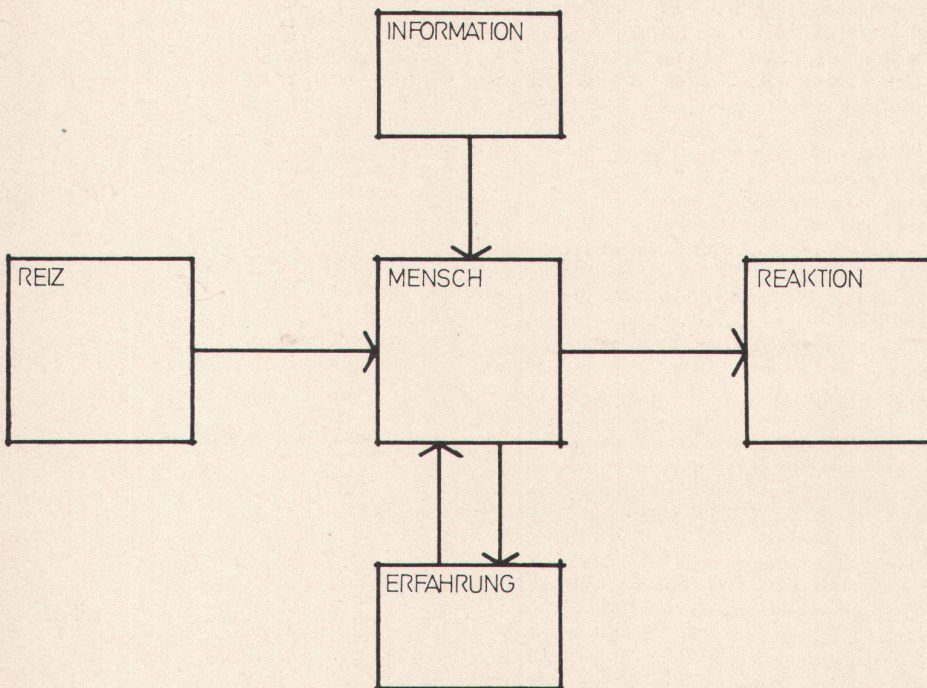 INFORMATION
REIZ
MENSCH
REAKTION
ERFAHRUNG